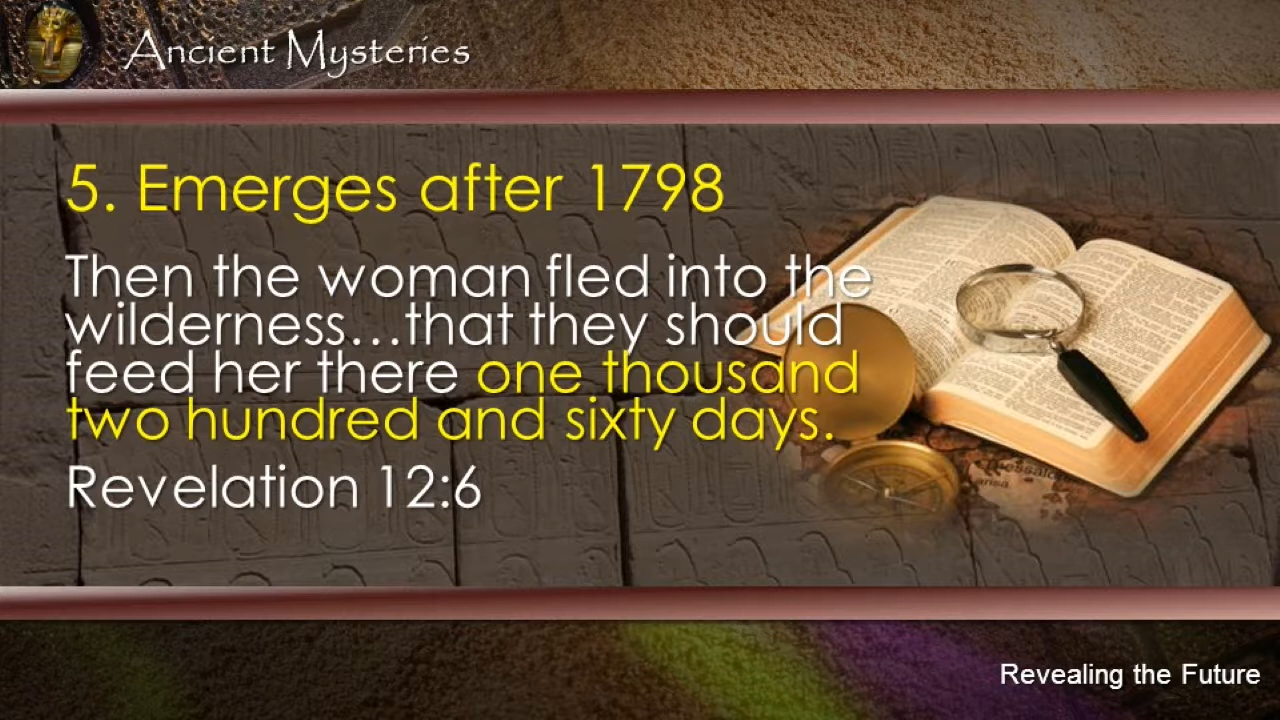 Ancient Mysteries
5. Emerges after 1798
Then the woman fled into the
wilderness...that they should
feed her there one thousand
two hundred and sixty days.
Revelation 12:6
Revealing the Future